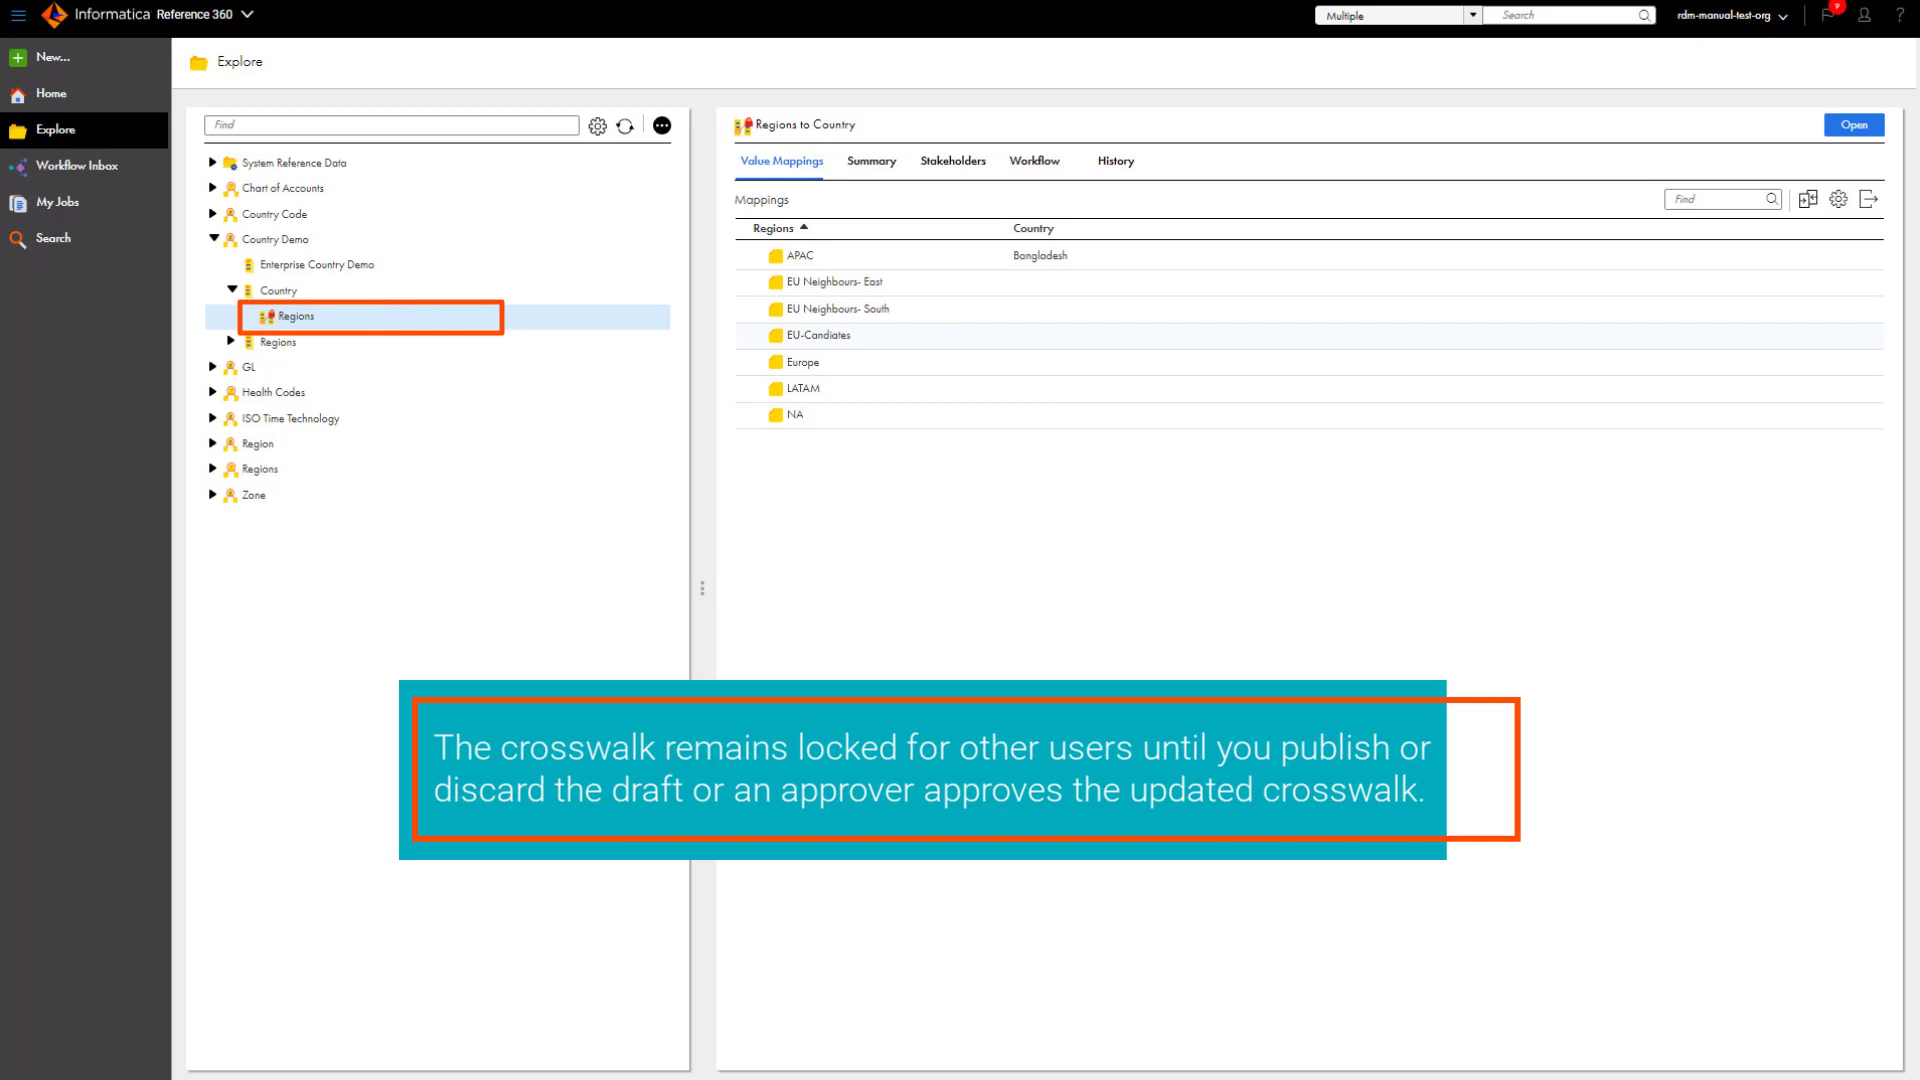 Informatica Reference 360
Multiple
Search
rdm-manual-test-org
9
?
New...
Home
Explore
Workflow Inbox
My Jobs
Search
Explore
Find
System Reference Data
Chart of Accounts
Country Code
Country Demo
Enterprise Country Demo
Country
Regions
Regions
GL
Health Codes
ISO Time Technology
Region
Regions
Zone
Regions to Country
Open
Value Mappings Summary Stakeholders Workflow History
Mappings
Find
Regions Country
APAC Bangladesh
EU Neighbours- East
EU Neighbours- South
EU-Candiates
Europe
LATAM
NA
The crosswalk remains locked for other users until you publish or
discard the draft or an approver approves the updated crosswalk.